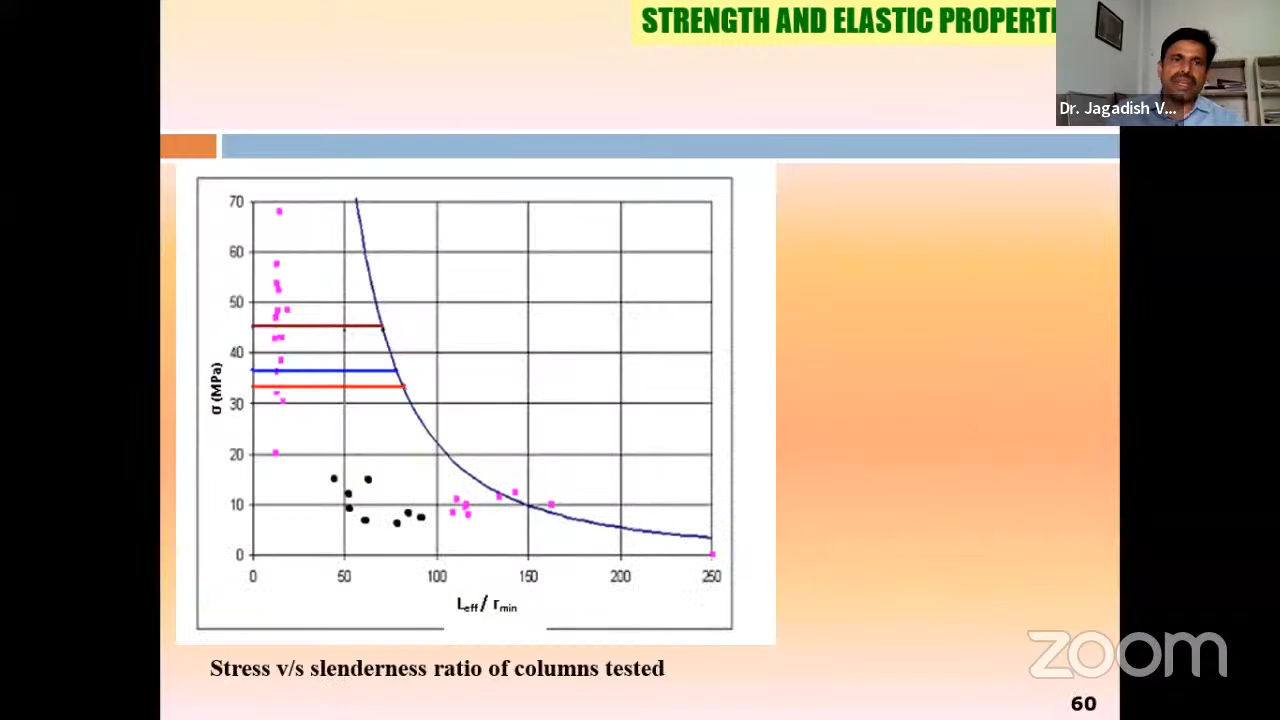 STRENGTH AND ELASTIC PROPERTI
Dr. Jagadish V...
70
60
50
40
30
20
10
0
σ (MPa)
0 50 100 150 200 250
Leff / rmin
Stress v/s slenderness ratio of columns tested
zoom
60